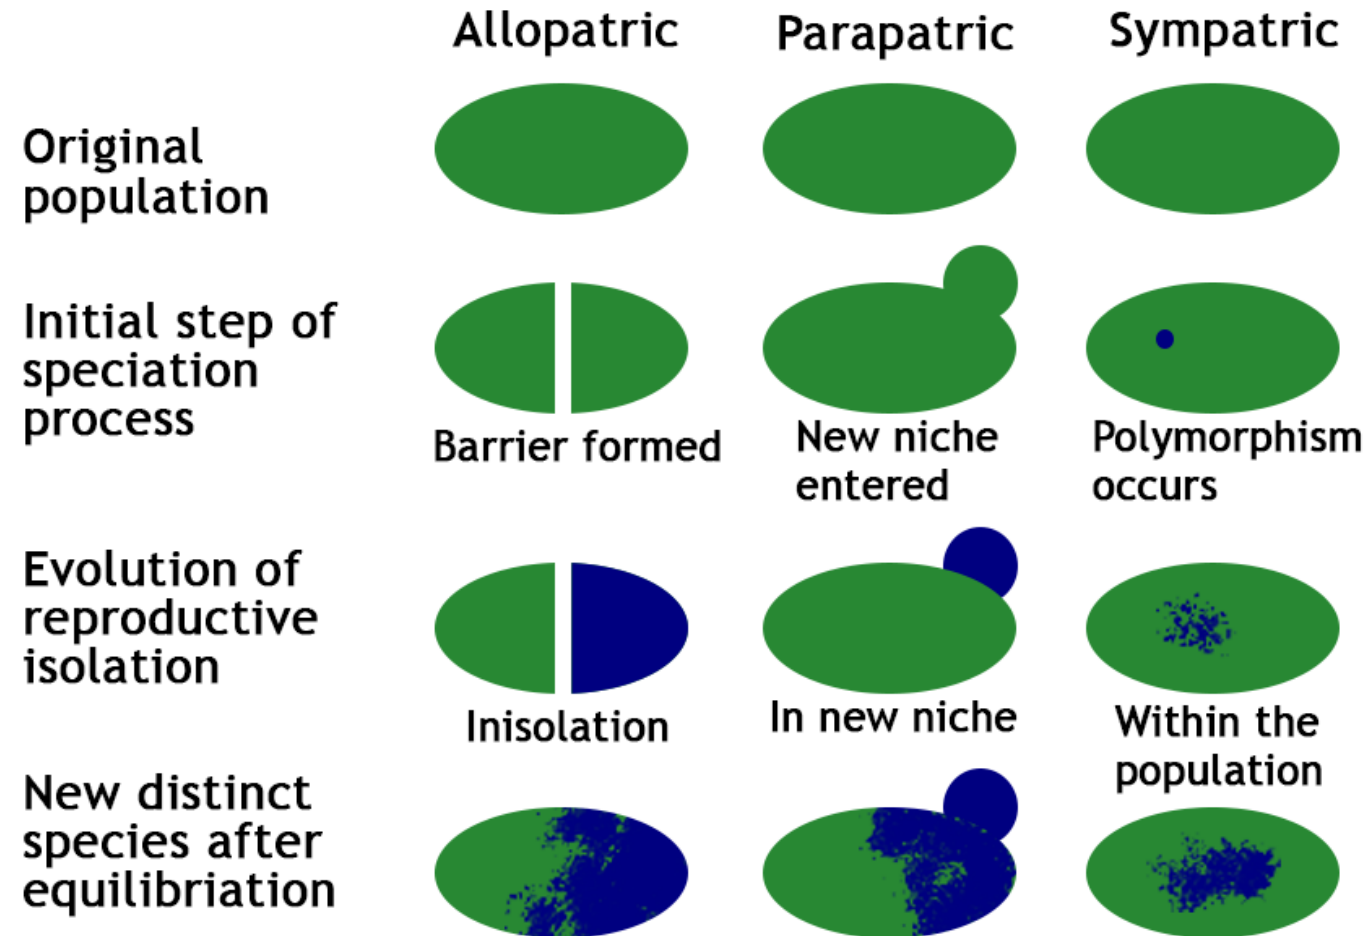 Allopatric Parapatric Sympatric
Original
population
Initial step of
speciation
process
Barrier formed
New niche
entered
Polymorphism
occurs
Evolution of
reproductive
isolation
Inisolation
In new niche
Within the
population
New distinct
species after
equilibriation